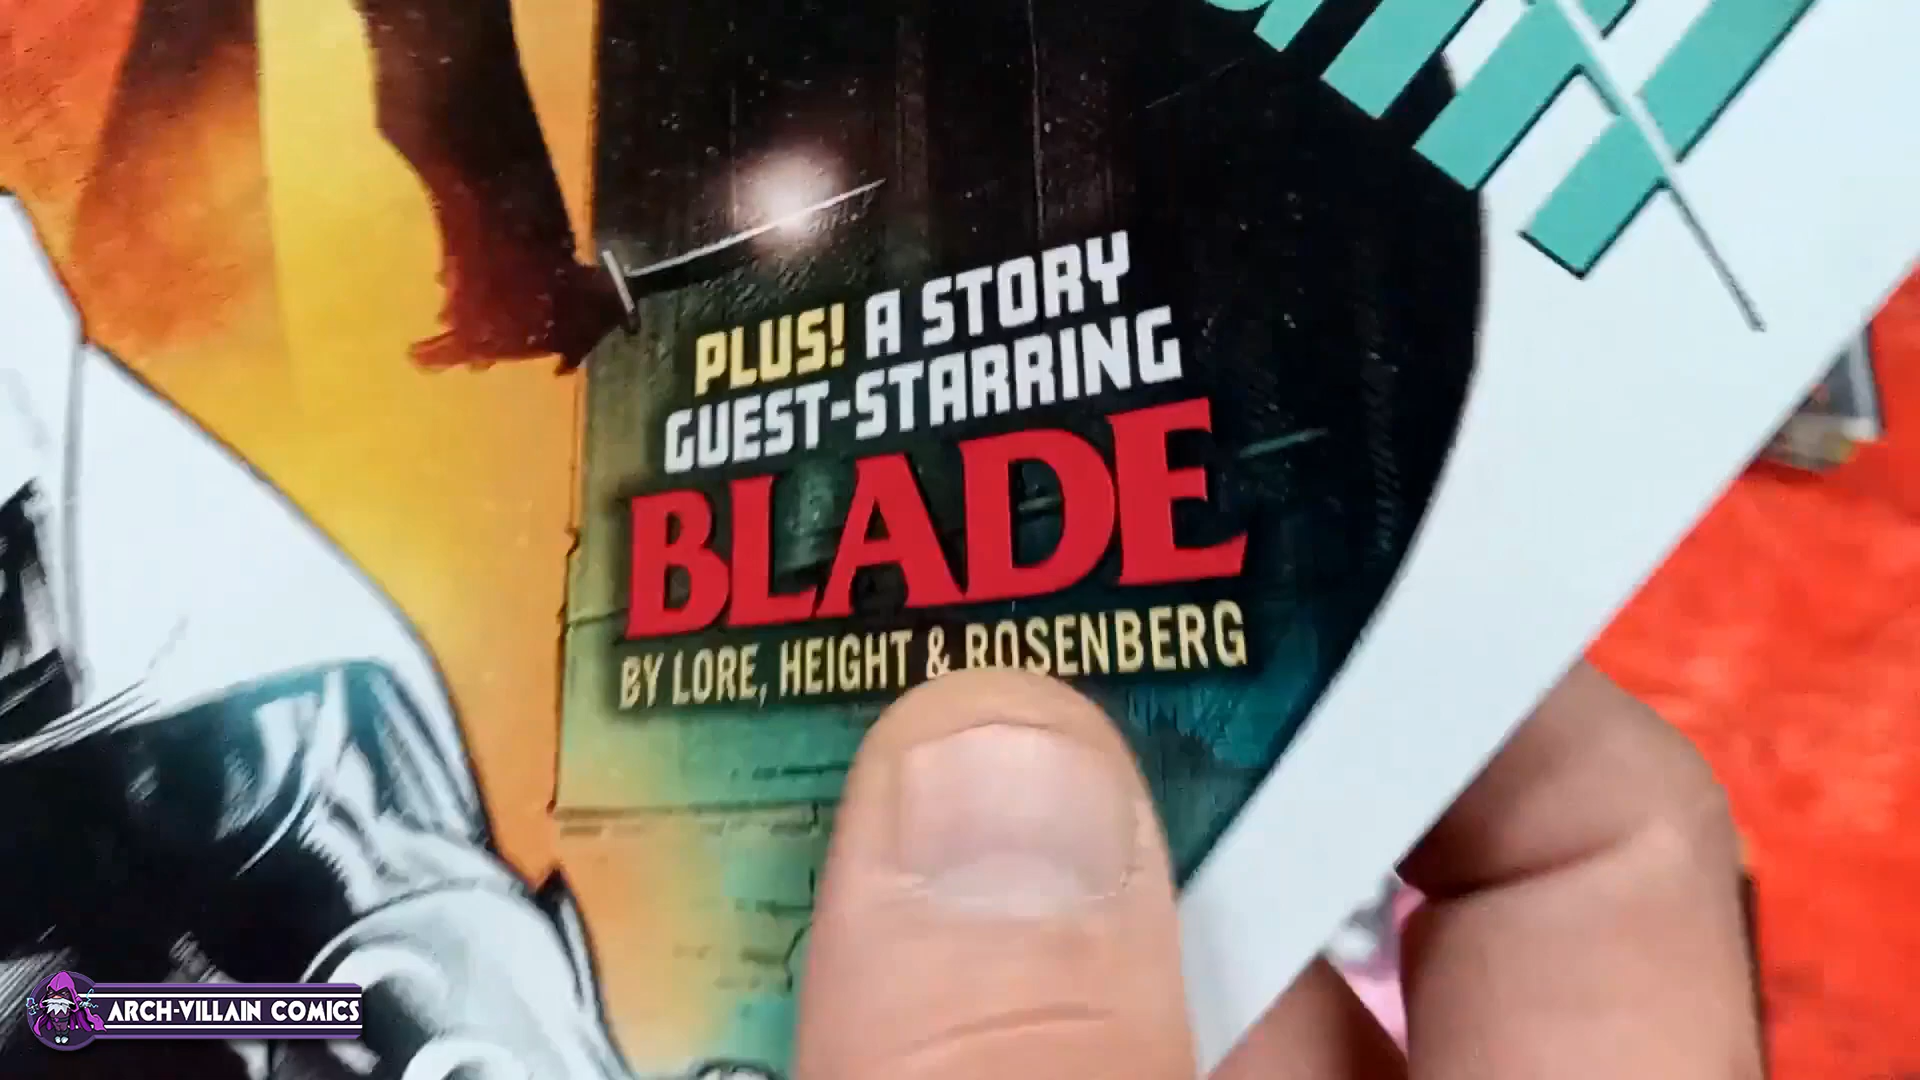 PLUS! A STORY
GUEST-STARRING
BLADE
BY LORE, HEIGHT & ROSENBERG
ARCH-VILLAIN COMICS